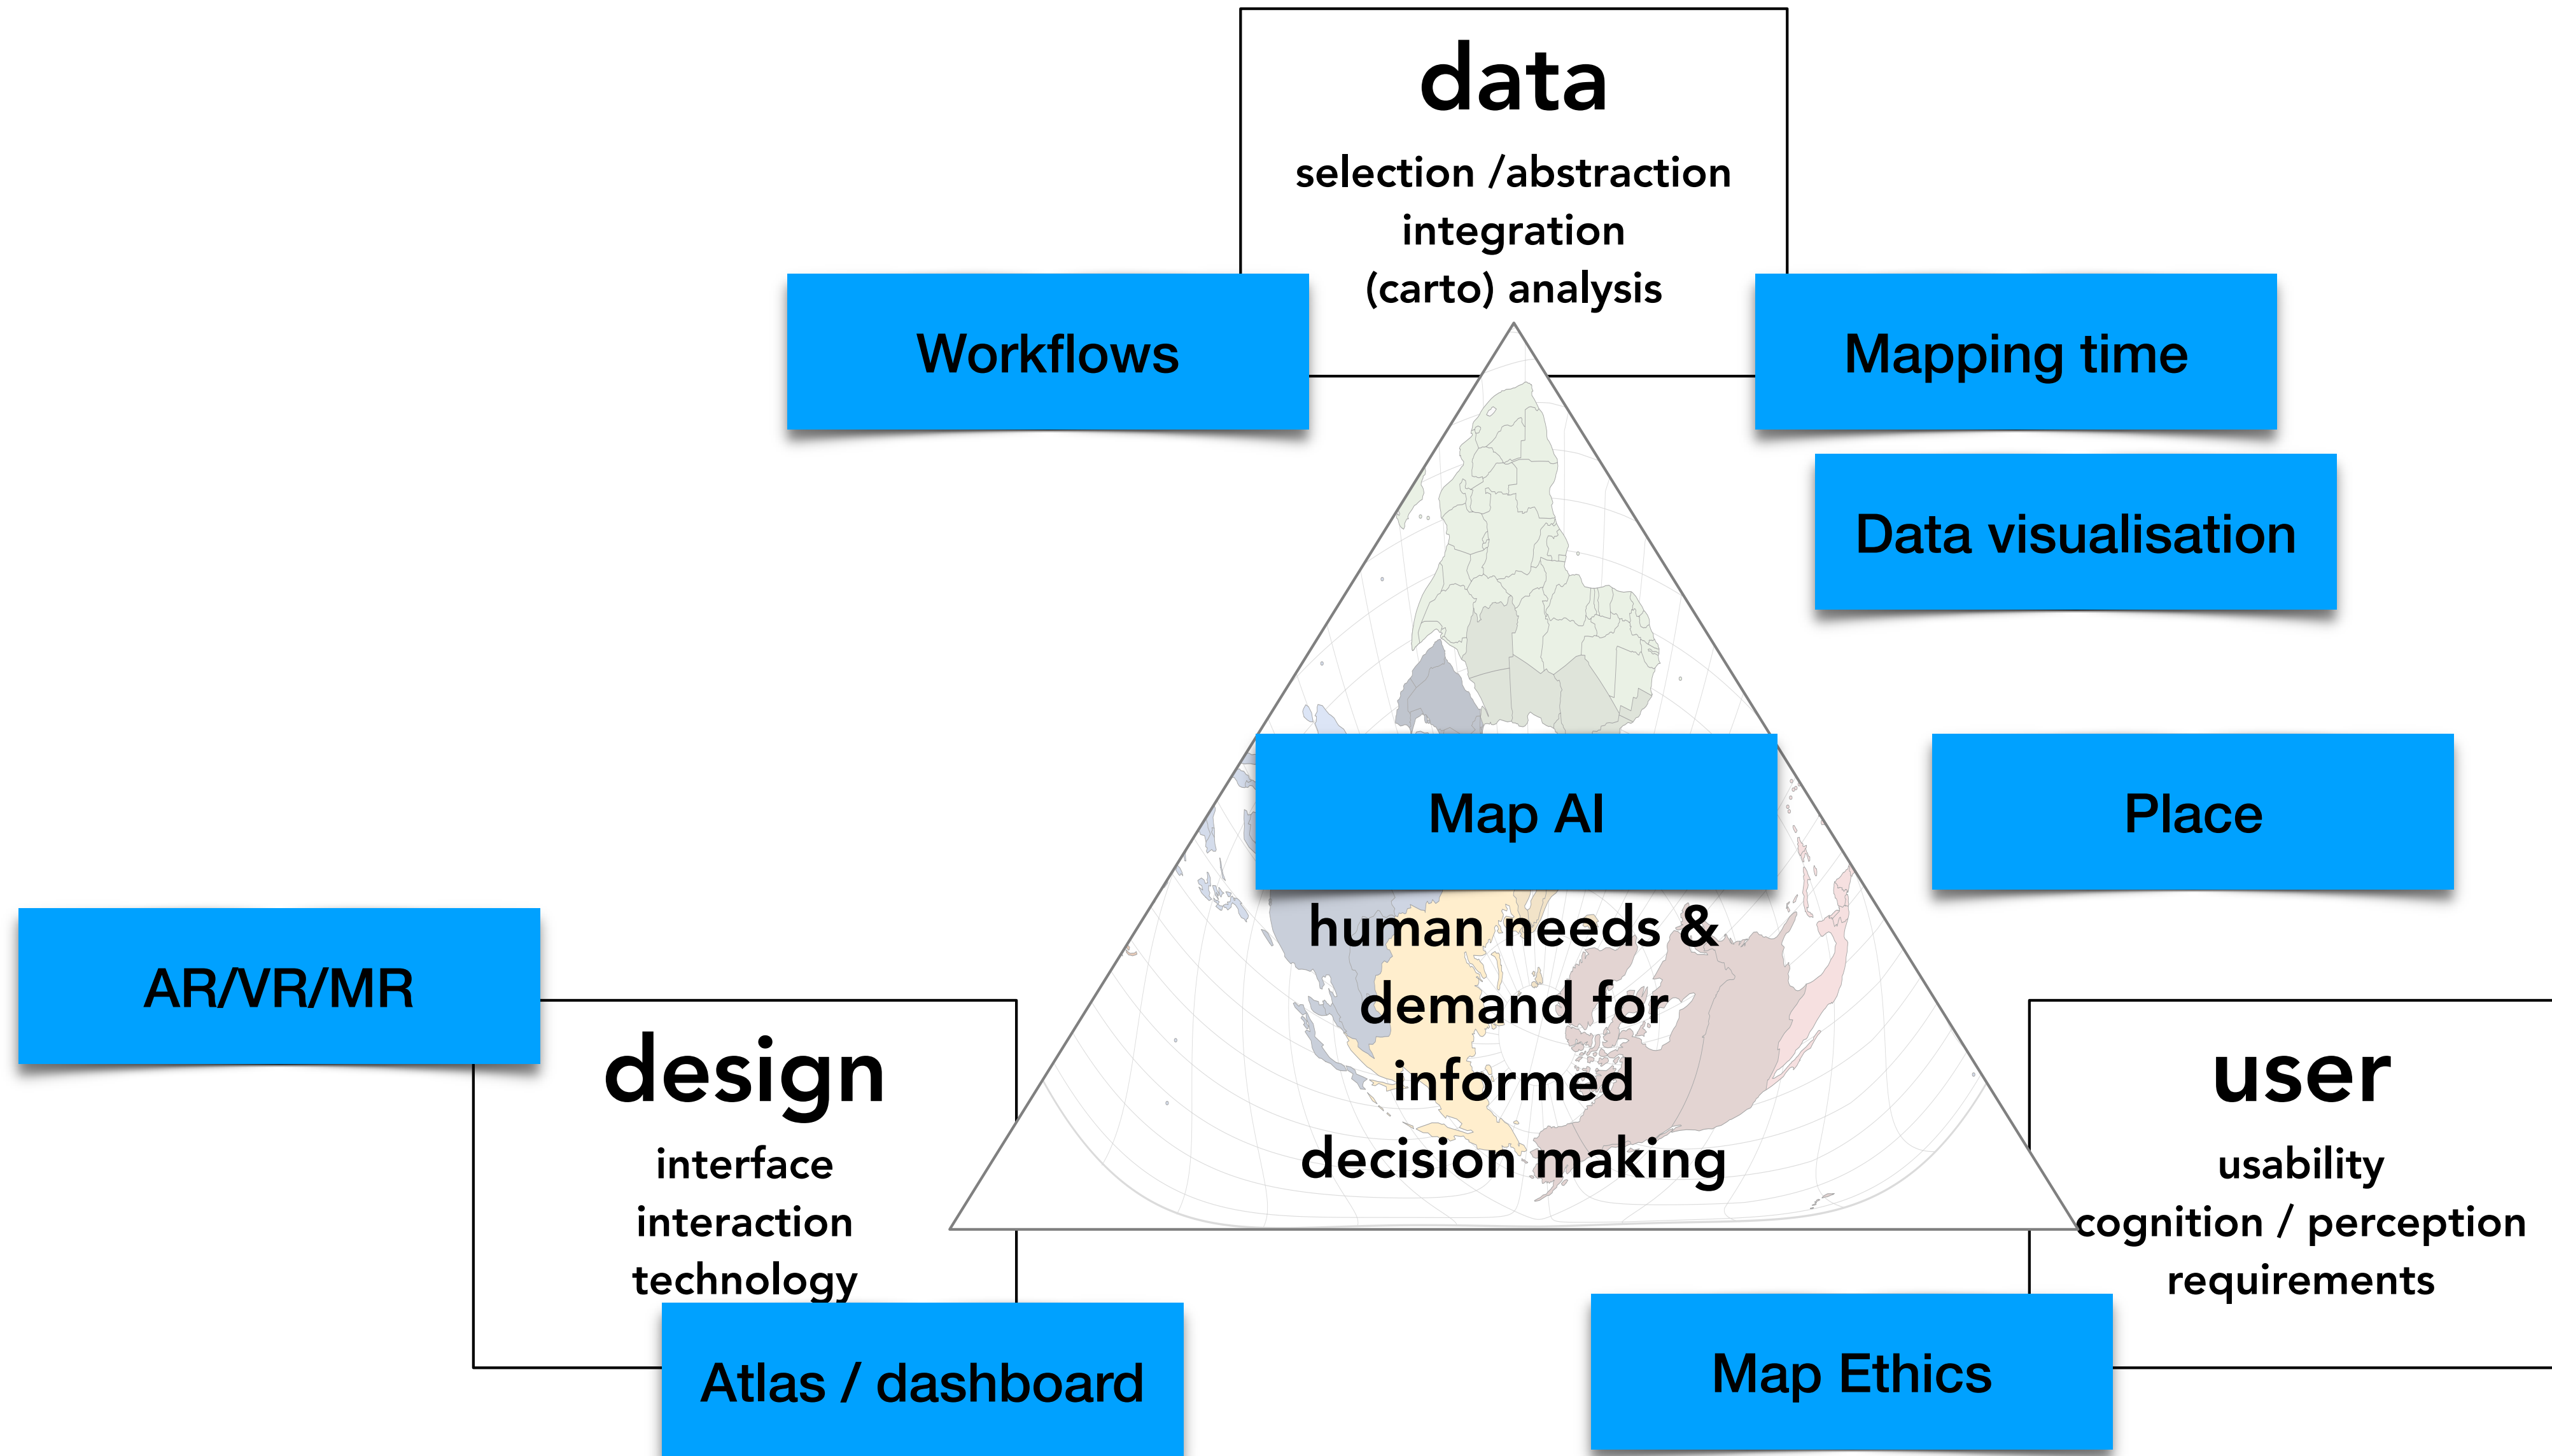 data
selection /abstraction
integration
(carto) analysis
Workflows
Mapping time
Data visualisation
Map AI
Place
human needs &
demand for
informed
decision making
AR/VR/MR
design
interface
interaction
technology
Atlas / dashboard
user
usability
cognition / perception
requirements
Map Ethics